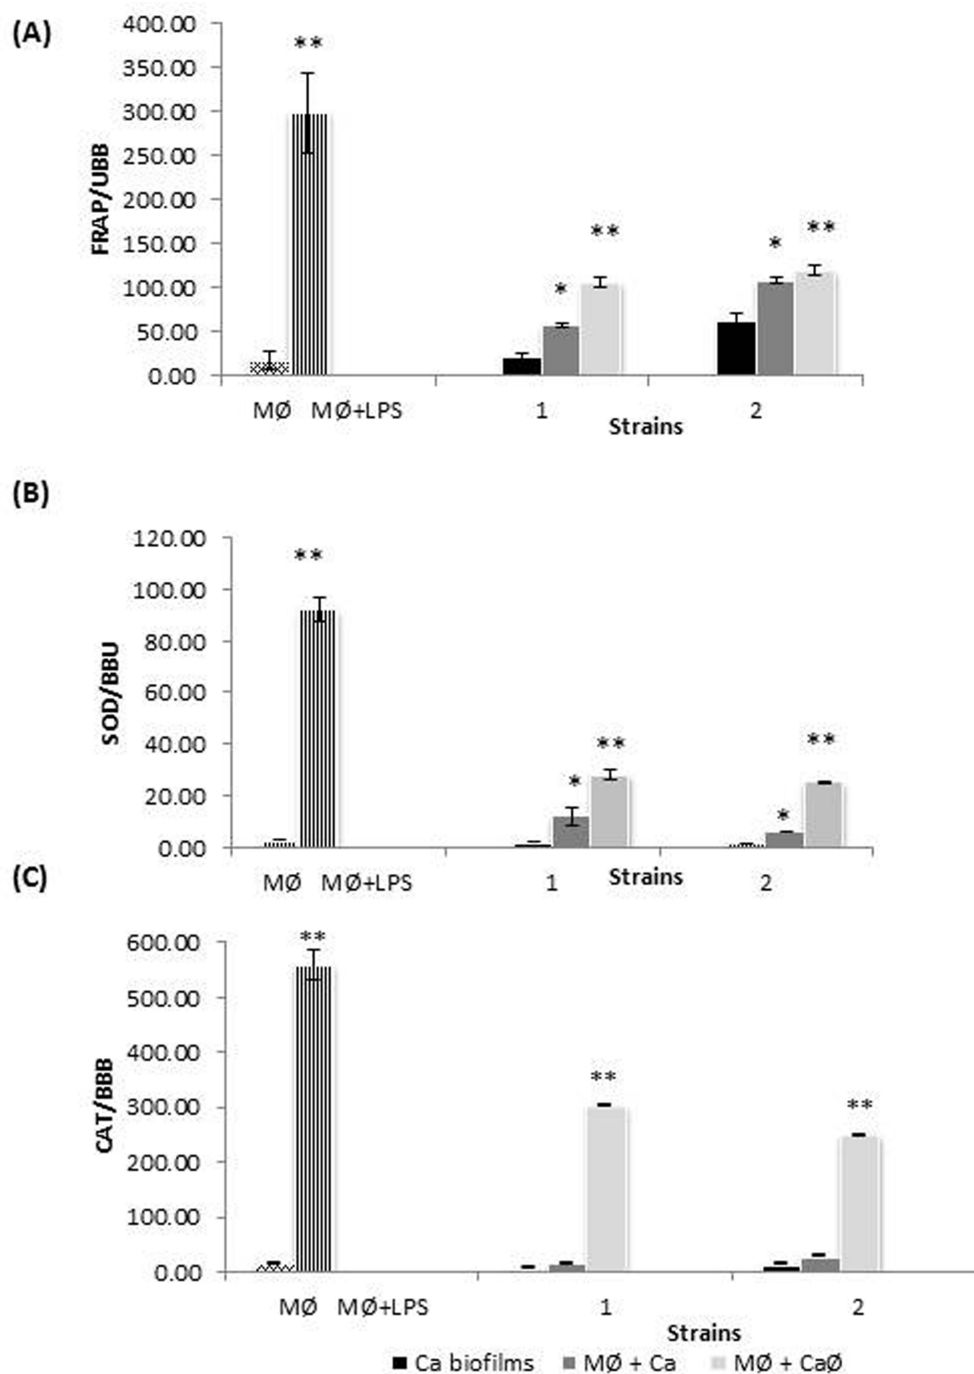 (A)
400.00
350.00
300.00
250.00
200.00
150.00
100.00
50.00
0.00
FRAP/UBB
**
*
**
*
**
MØ MØ+LPS 1 2
Strains
(B)
120.00
100.00
80.00
60.00
40.00
20.00
0.00
SOD/BBU
**
*
**
*
**
MØ MØ+LPS 1 2
Strains
(C)
600.00
500.00
400.00
300.00
200.00
100.00
0.00
CAT/BBB
**
**
**
MØ MØ+LPS 1 2
Strains
Ca biofilms MØ + Ca MØ + CaØ